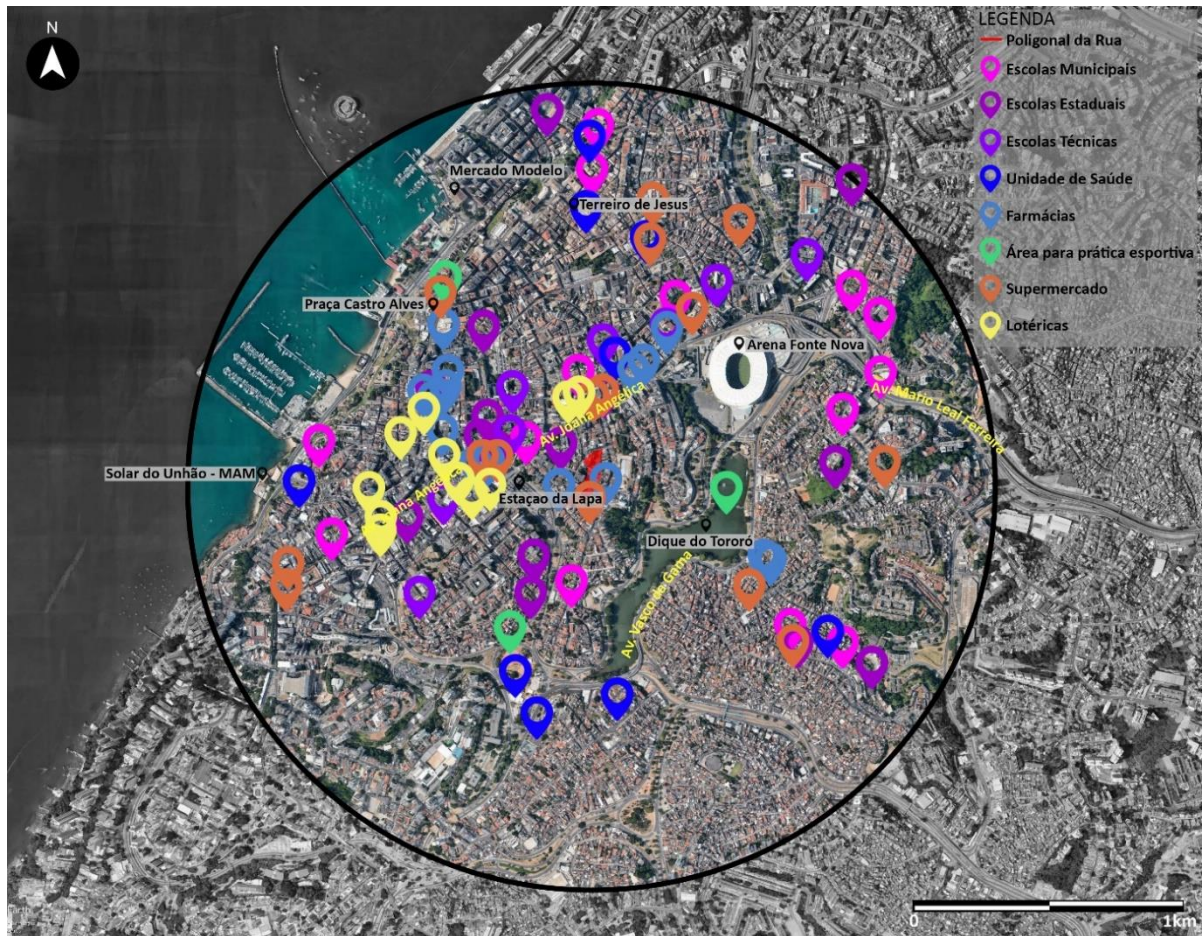 N
LEGENDA
Poligonal da Rua
Escolas Municipais
Escolas Estaduais
Escolas Técnicas
Unidade de Saúde
Farmácias
Área para prática esportiva
Supermercado
Lotéricas
Mercado Modelo
Terreiro de Jesus
Praça Castro Alves
Arena Fonte Nova
Av. Joana Angélica
Av. Mario Leal Ferreira
Solar do Unhão - MAM
Estaçao da Lapa
Dique do Tororó
Av. Vasco da Gama
0
1km